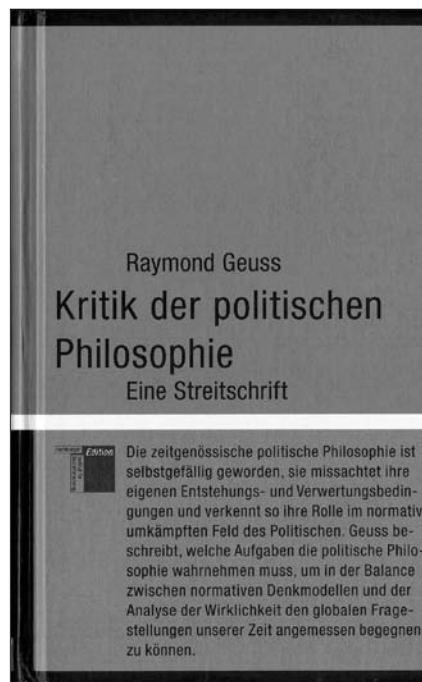 Raymond Geuss
Kritik der politischen
Philosophie
Eine Streitschrift
Edition
Die zeitgenössische politische Philosophie ist
selbstgefällig geworden, sie missachtet ihre
eigenen Entstehungs- und Verwertungsbedin-
gungen und verkennt so ihre Rolle im normativ
umkämpften Feld des Politischen. Geuss be-
schreibt, welche Aufgaben die politische Philo-
sophie wahrnehmen muss, um in der Balance
zwischen normativen Denkmodellen und der
Analyse der Wirklichkeit den globalen Frage-
stellungen unserer Zeit angemessen begegnen
zu können.